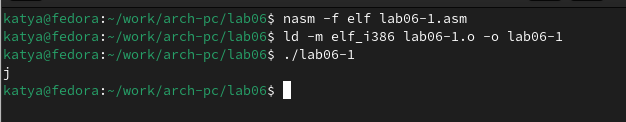 katya@fedora:~/work/arch-pc/lab06$ nasm -f elf lab06-1.asm
katya@fedora:~/work/arch-pc/lab06$ ld -m elf_i386 lab06-1.o -o lab06-1
katya@fedora:~/work/arch-pc/lab06$ ./lab06-1
j
katya@fedora:~/work/arch-pc/lab06$